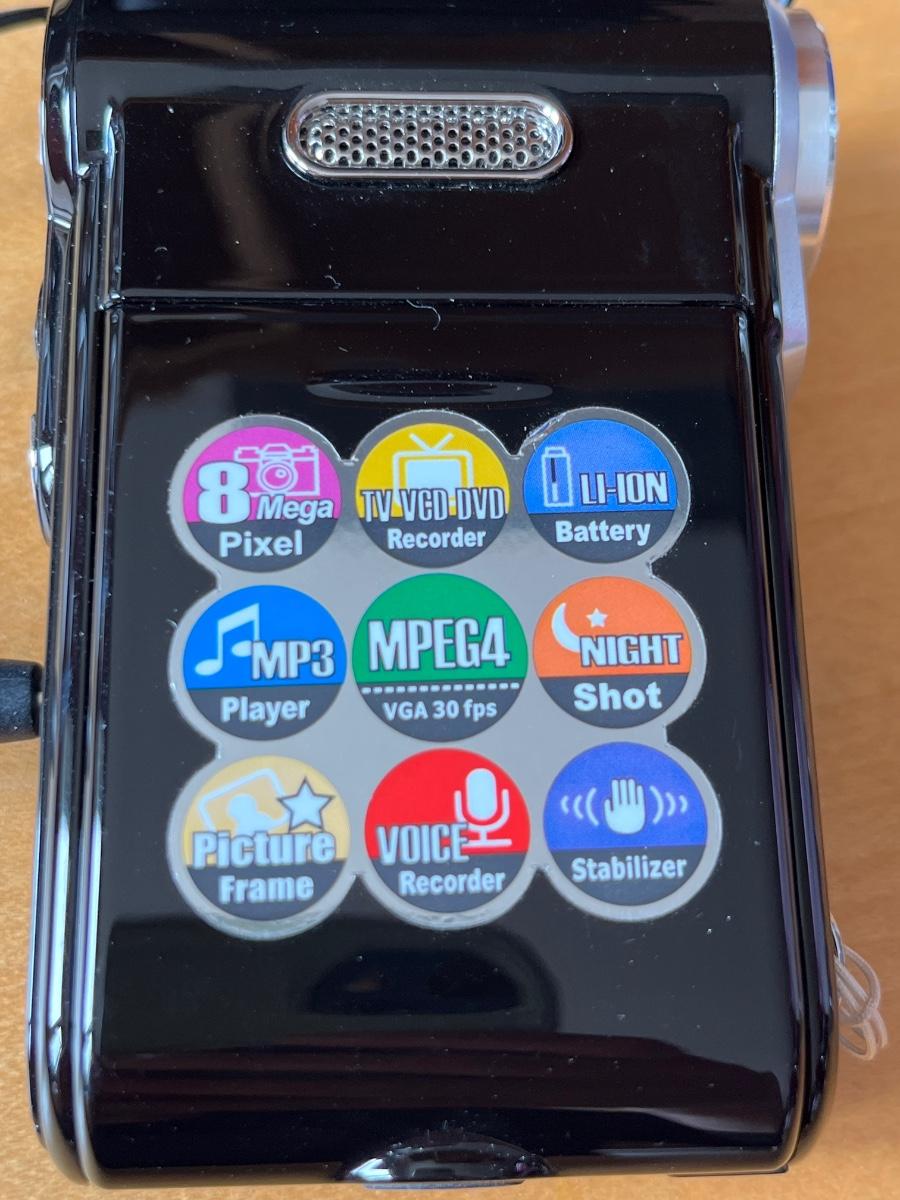 8 Mega
Pixel
TV VCD DVD
Recorder
LI-ION
Battery
MP3
Player
MPEG4
VGA 30 fps
NIGHT
Shot
Picture
Frame
VOICE
Recorder
Stabilizer